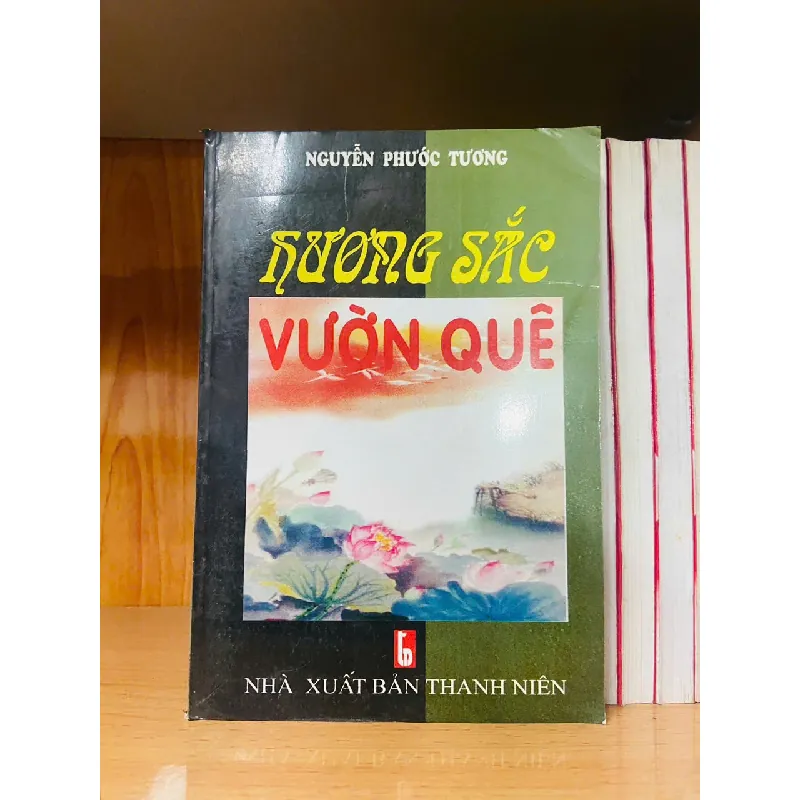 NGUYỄN PHƯỚC TƯƠNG
HƯƠNG SẮC
VƯỜN QUÊ
NHÀ XUẤT BẢN THANH NIÊN